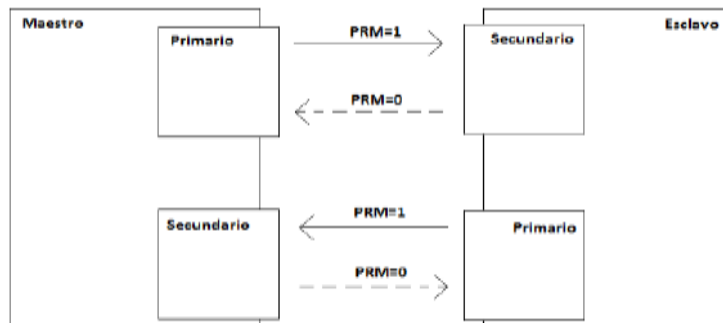 Maestro
Esclavo
Primario
PRM=1
Secundario
PRM=0
Secundario
PRM=1
Primario
PRM=0